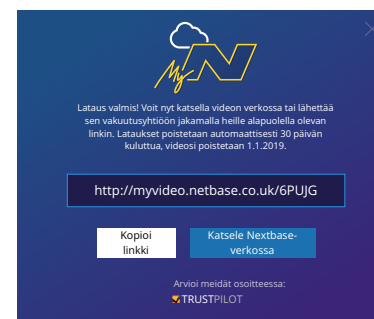 MyN
Lataus valmis! Voit nyt katsella videon verkossa tai lähettää
sen vakuutusyhtiöön jakamalla heille alapuolella olevan
linkin. Lataukset poistetaan automaattisesti 30 päivän
kuluttua, videosi poistetaan 1.1.2019.
http://myvideo.netbase.co.uk/6PUJG
Kopioi
linkki
Katsele Nextbase-
verkossa
Arvioi meidät osoitteessa:
TRUSTPILOT